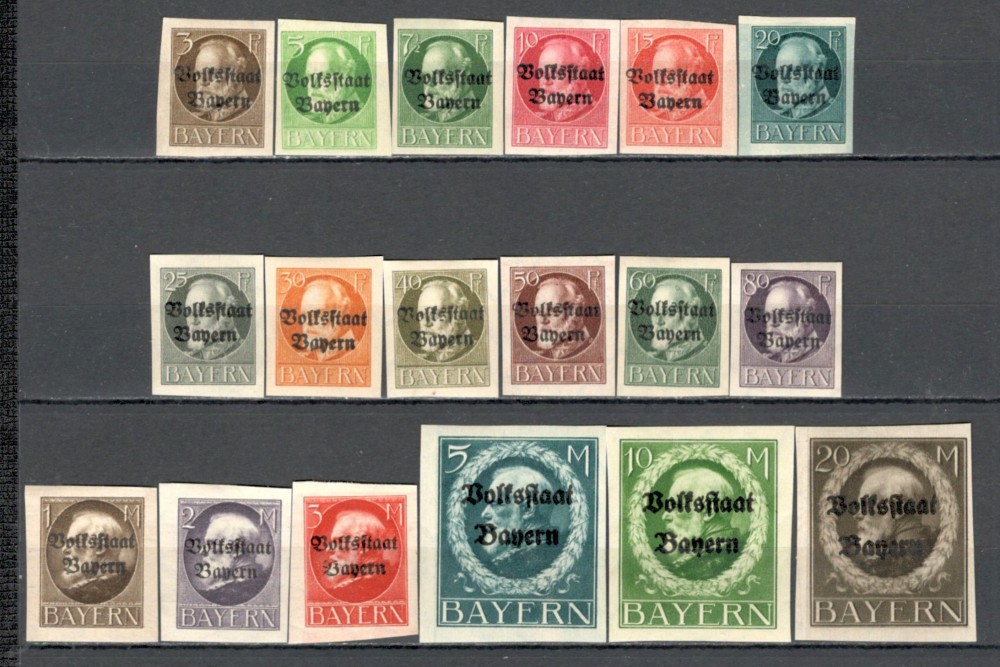 3 Pf
Volksstaat
Bayern
BAYERN
5 Pf
Volksstaat
Bayern
BAYERN
7½ Pf
Volksstaat
Bayern
BAYERN
10 Pf
Volksstaat
Bayern
BAYERN
15 Pf
Volksstaat
Bayern
BAYERN
20 Pf
Volksstaat
Bayern
BAYERN
25 Pf
Volksstaat
Bayern
BAYERN
30 Pf
Volksstaat
Bayern
BAYERN
40 Pf
Volksstaat
Bayern
BAYERN
50 Pf
Volksstaat
Bayern
BAYERN
60 Pf
Volksstaat
Bayern
BAYERN
80 Pf
Volksstaat
Bayern
BAYERN
1 M
Volksstaat
Bayern
BAYERN
2 M
Volksstaat
Bayern
BAYERN
3 M
Volksstaat
Bayern
BAYERN
5 M
Volksstaat
Bayern
BAYERN
10 M
Volksstaat
Bayern
BAYERN
20 M
Volksstaat
Bayern
BAYERN